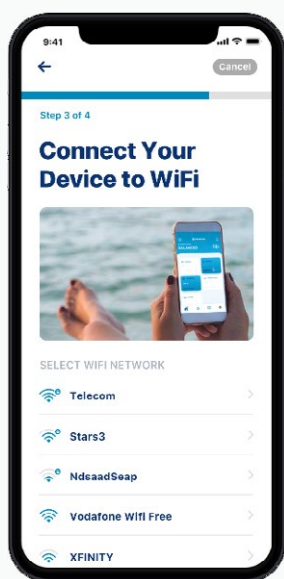 9:41
Cancel
Step 3 of 4
Connect Your
Device to WiFi
SELECT WIFI NETWORK
Telecom
Stars3
NdsaadSeap
Vodafone Wifi Free
XFINITY